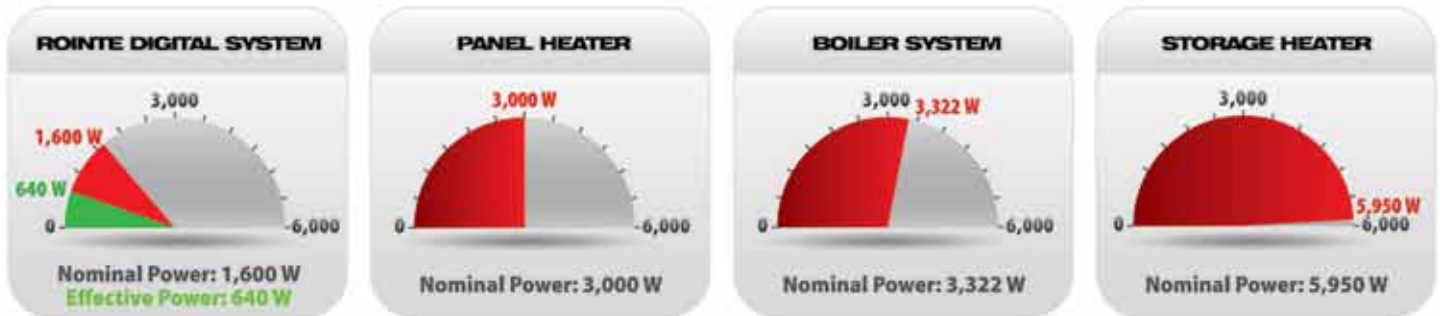 ROINTE DIGITAL SYSTEM
3,000
1,600 W
640 W
0
6,000
Nominal Power: 1,600 W
Effective Power: 640 W
PANEL HEATER
3,000 W
0
6,000
Nominal Power: 3,000 W
BOILER SYSTEM
3,000
3,322 W
0
6,000
Nominal Power: 3,322 W
STORAGE HEATER
3,000
5,950 W
0
6,000
Nominal Power: 5,950 W